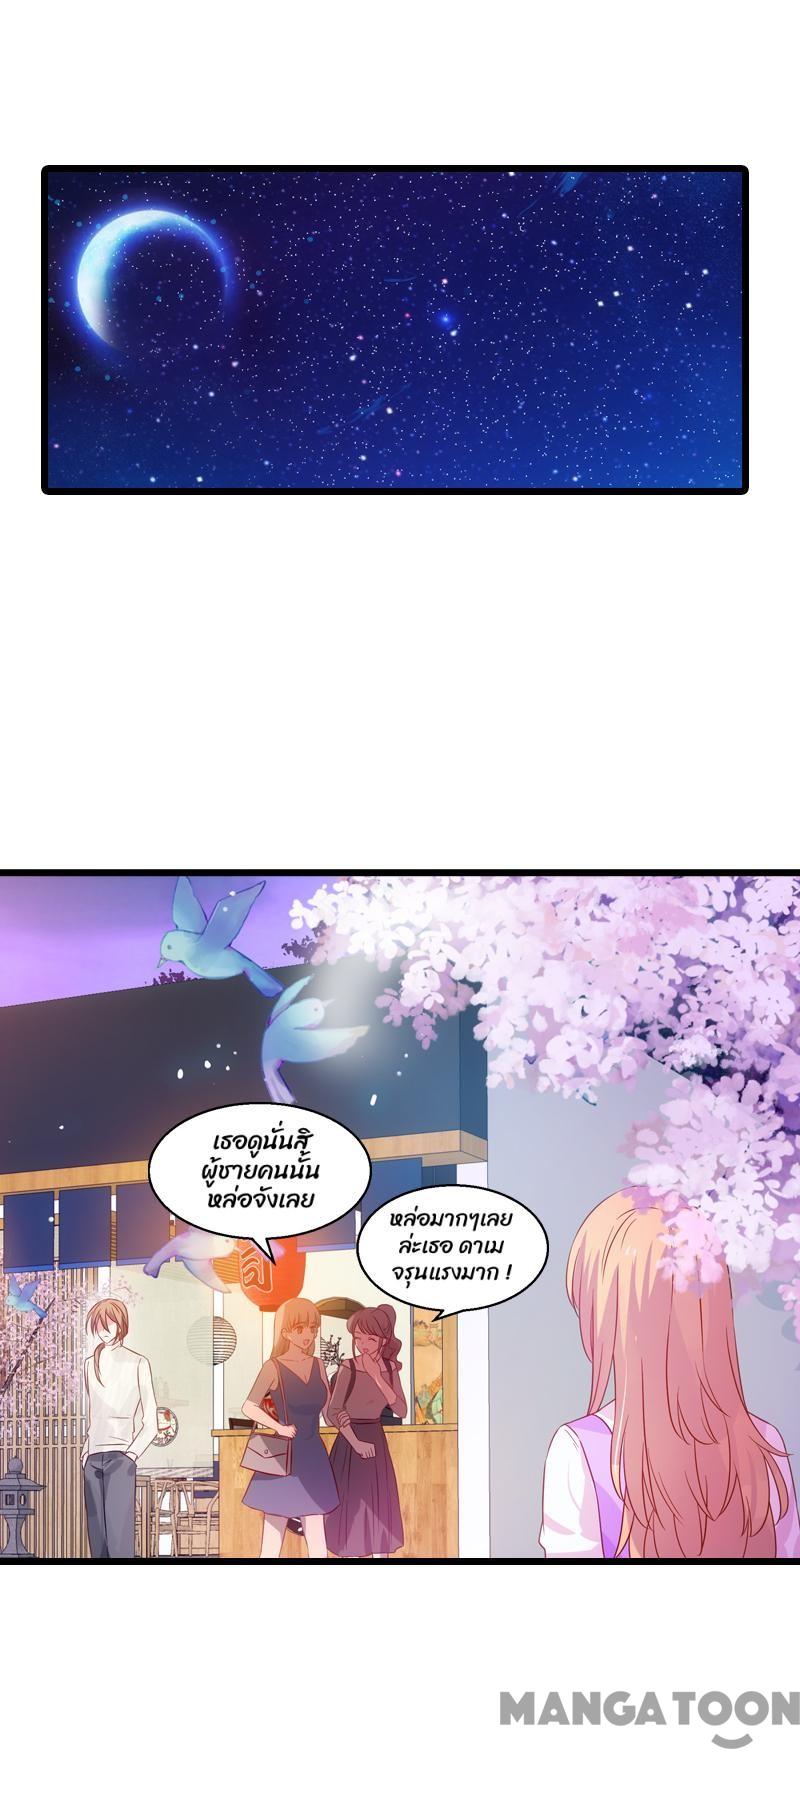 เธอดูนั่นสิ
ผู้ชายคนนั้น
หล่อจังเลย
หล่อมากๆเลย
ล่ะเธอ ดาเม
จรุนแรงมาก !
司
MANGATOON